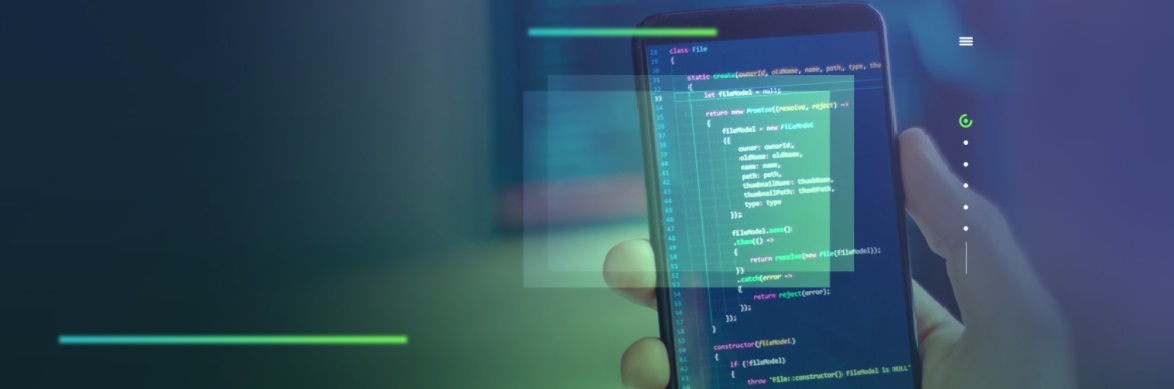 class File
{
static create(ownerId, oldName, name, path, type,
{
let fileModel = null;
return new Promise((resolve, reject) =>
{
fileModel = new FileModel
({
owner: ownerId,
oldName: oldName,
name: name,
path: path,
thumbnailName: thumbName,
thumbnailPath: thumbPath,
type: type
});
fileModel.save()
.then(() =>
{
return resolve(new File(fileModel));
})
.catch(error =>
{
return reject(error);
});
});
}
constructor(fileModel)
{
if (!fileModel)
{
throw "File::constructor(): FileModel is NULL"